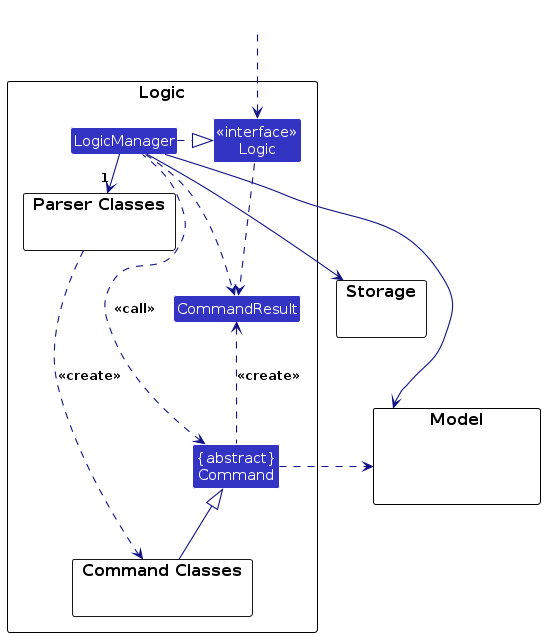 Logic
LogicManager
«interface»
Logic
1
Parser Classes
Storage
CommandResult
«call»
«create»
«create»
Model
{abstract}
Command
Command Classes